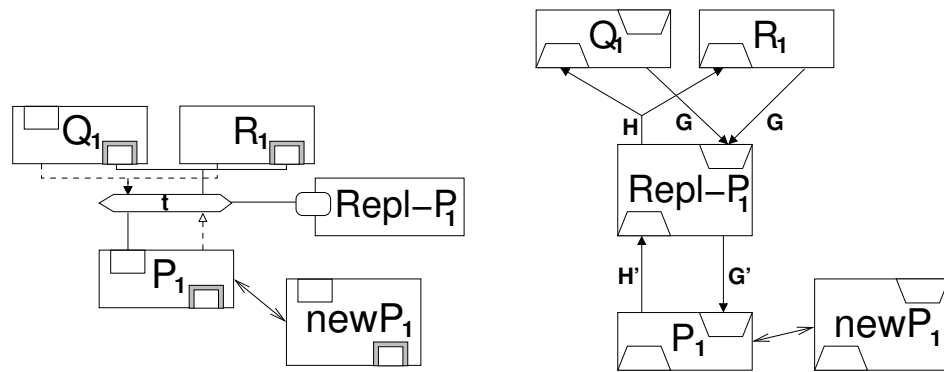 Q1 R1
t
Repl-P1
P1
newP1
Q1 R1
H G G
Repl-P1
H' G'
P1
newP1